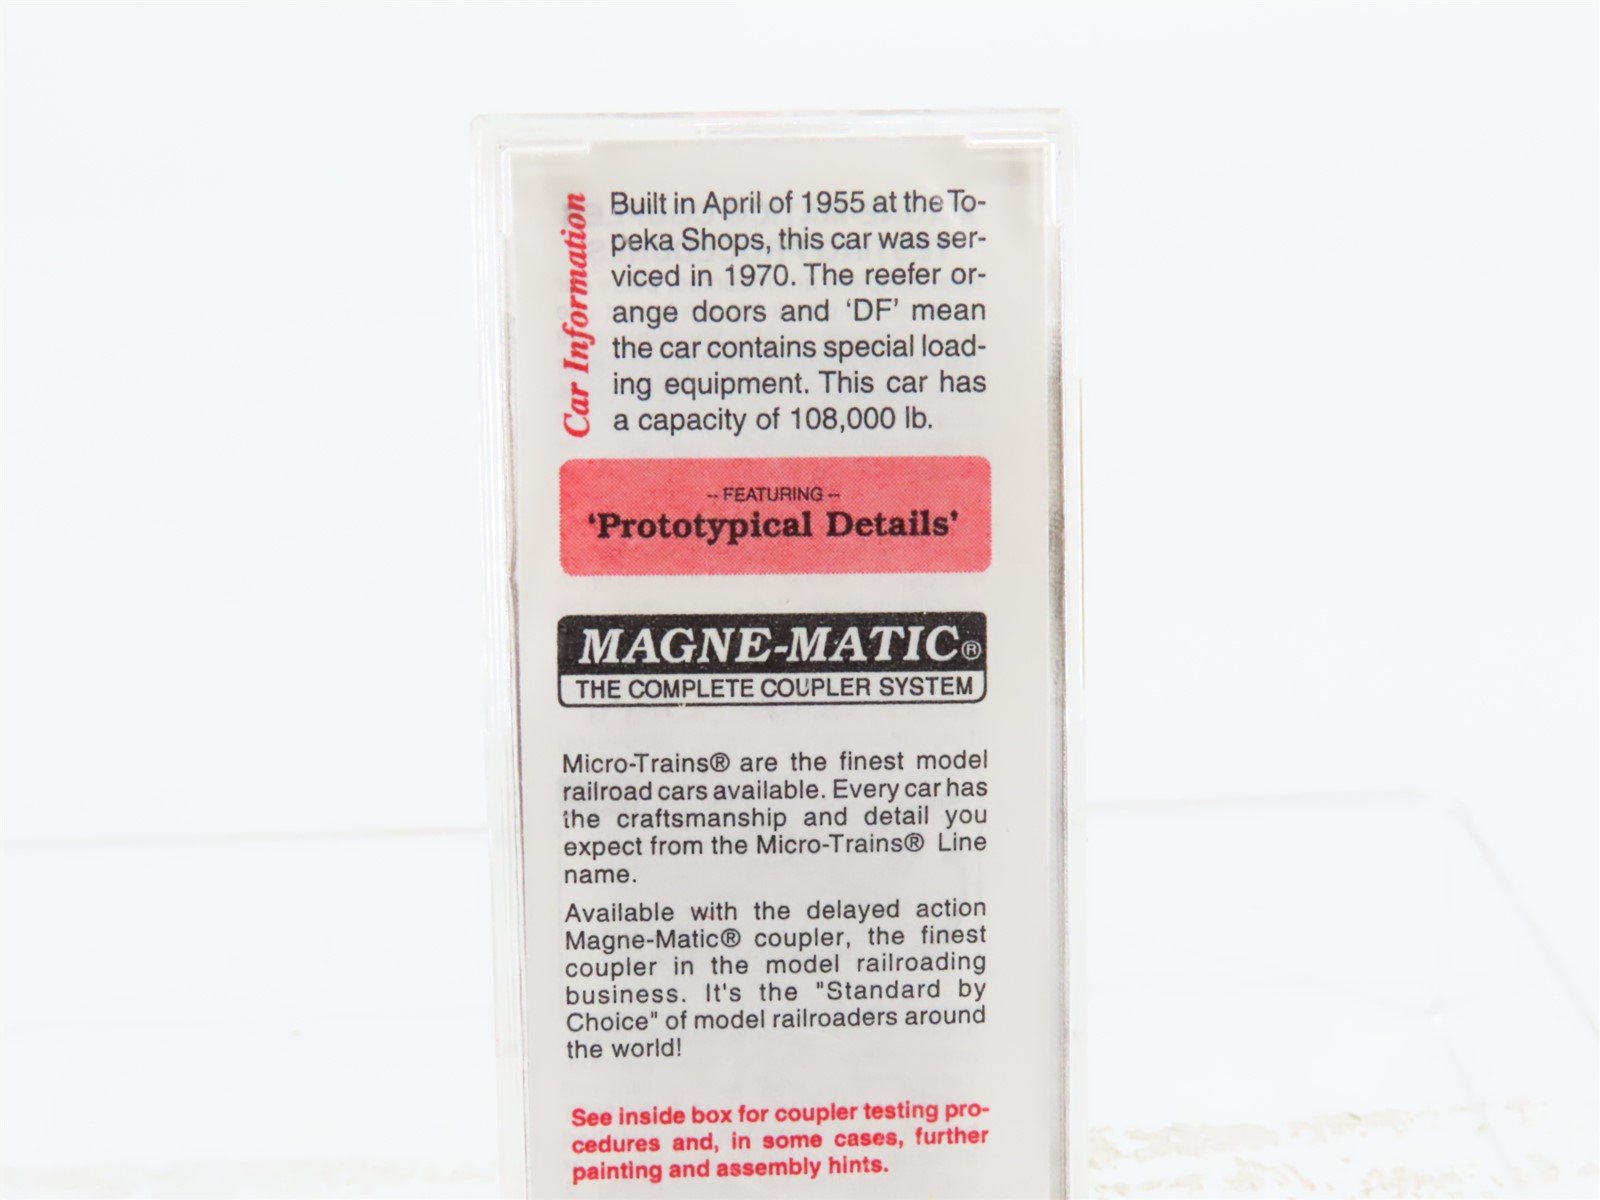 Car Information
Built in April of 1955 at the To-
peka Shops, this car was ser-
viced in 1970. The reefer or-
ange doors and 'DF' mean
the car contains special load-
ing equipment. This car has
a capacity of 108,000 lb.
-- FEATURING --
'Prototypical Details'
MAGNE-MATIC®
THE COMPLETE COUPLER SYSTEM
Micro-Trains® are the finest model
railroad cars available. Every car has
the craftsmanship and detail you
expect from the Micro-Trains® Line
name.
Available with the delayed action
Magne-Matic® coupler, the finest
coupler in the model railroading
business. It's the "Standard by
Choice" of model railroaders around
the world!
See inside box for coupler testing pro-
cedures and, in some cases, further
painting and assembly hints.